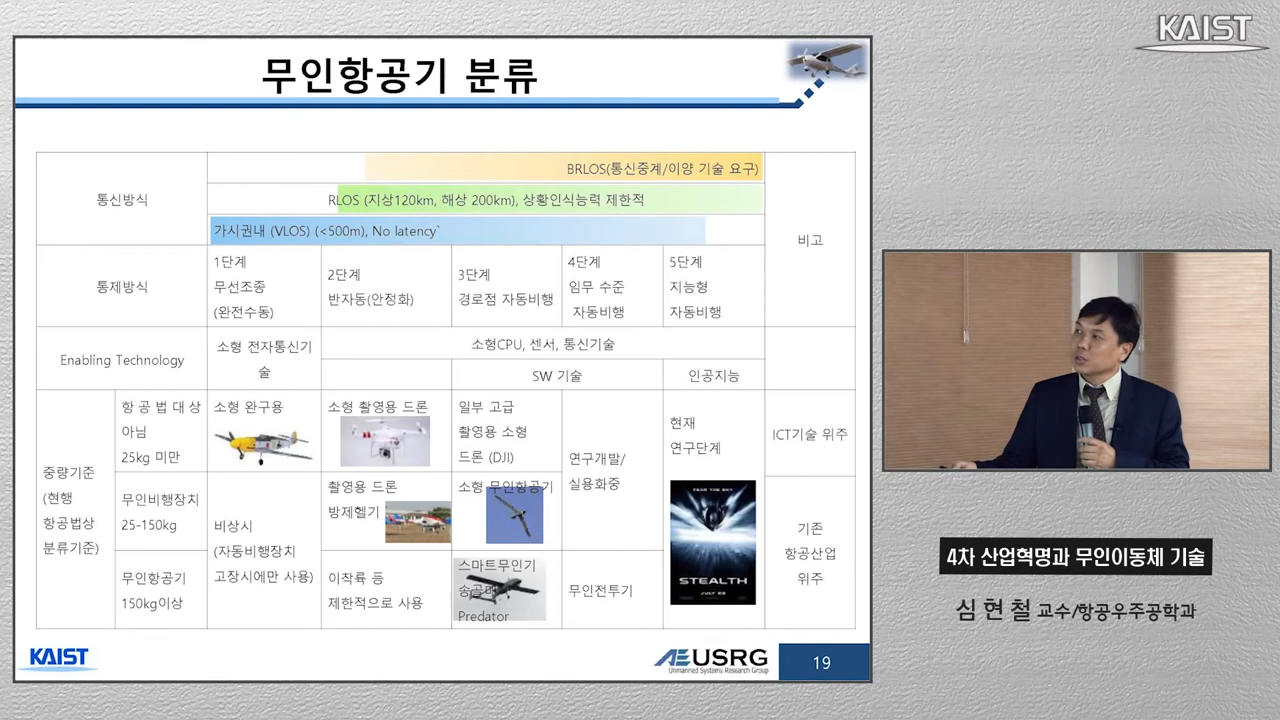 KAIST
무인항공기 분류
통신방식
BRLOS(통신중계/이양 기술 요구)
RLOS (지상120km, 해상 200km), 상황인식능력 제한적
가시권내 (VLOS) (<500m), No latency`
비고
통제방식
1단계
무선조종
(완전수동)
2단계
반자동(안정화)
3단계
경로점 자동비행
4단계
임무 수준
자동비행
5단계
지능형
자동비행
Enabling Technology
소형 전자통신기
술
소형CPU, 센서, 통신기술
SW 기술
인공지능
중량기준
(현행
항공법상
분류기준)
항 공 법 대 상
아님
25kg 미만
소형 완구용
소형 촬영용 드론
일부 고급
촬영용 소형
드론 (DJI)
연구개발/
실용화중
현재
연구단계
ICT기술 위주
무인비행장치
25-150kg
비상시
(자동비행장치
고장시에만 사용)
촬영용 드론
방제헬기
소형 무인항공기
FEAR THE SKY
STEALTH
JULY
기존
항공산업
위주
무인항공기
150kg이상
이착륙 등
제한적으로 사용
스마트무인기
송골매
Predator
무인전투기
KAIST
USRG
Unmanned Systems Research Group
19
4차 산업혁명과 무인이동체 기술
심 현 철 교수/항공우주공학과